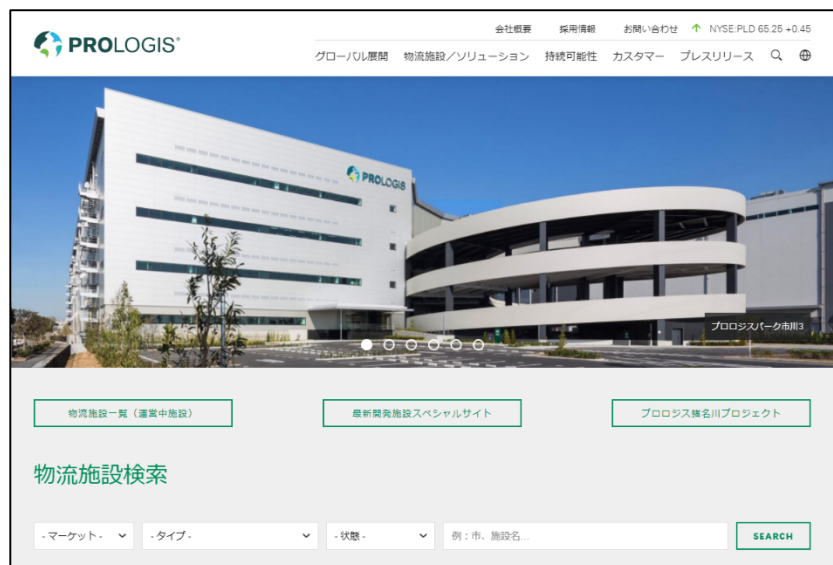 会社概要 採用情報 お問い合わせ ↑ NYSE:PLD 65.25 +0.45
PROLOGIS®
グローバル展開 物流施設／ソリューション 持続可能性 カスタマー プレスリリース
PROLOGIS
プロロジスパーク市川3
物流施設一覧（運営中施設） 最新開発施設スペシャルサイト プロロジス猪名川プロジェクト
物流施設検索
- マーケット - - タイプ - - 状態 - 例：市、施設名... SEARCH